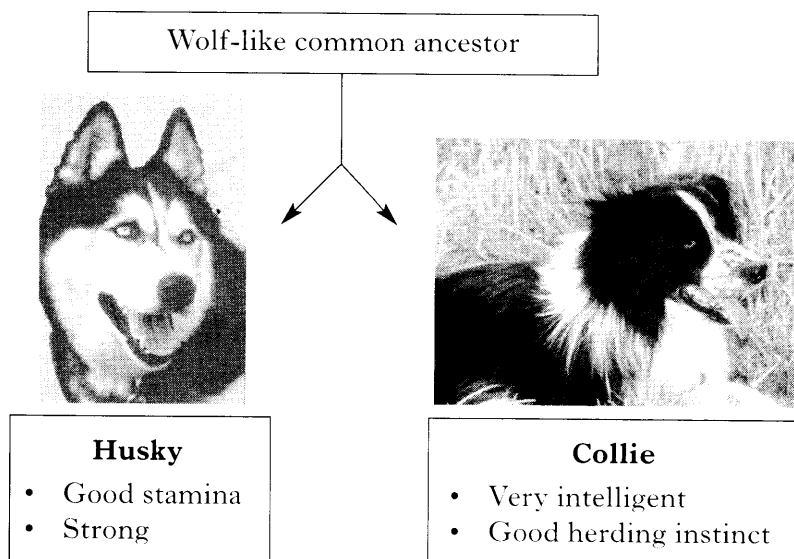 Wolf-like common ancestor
Husky
• Good stamina
• Strong
Collie
• Very intelligent
• Good herding instinct